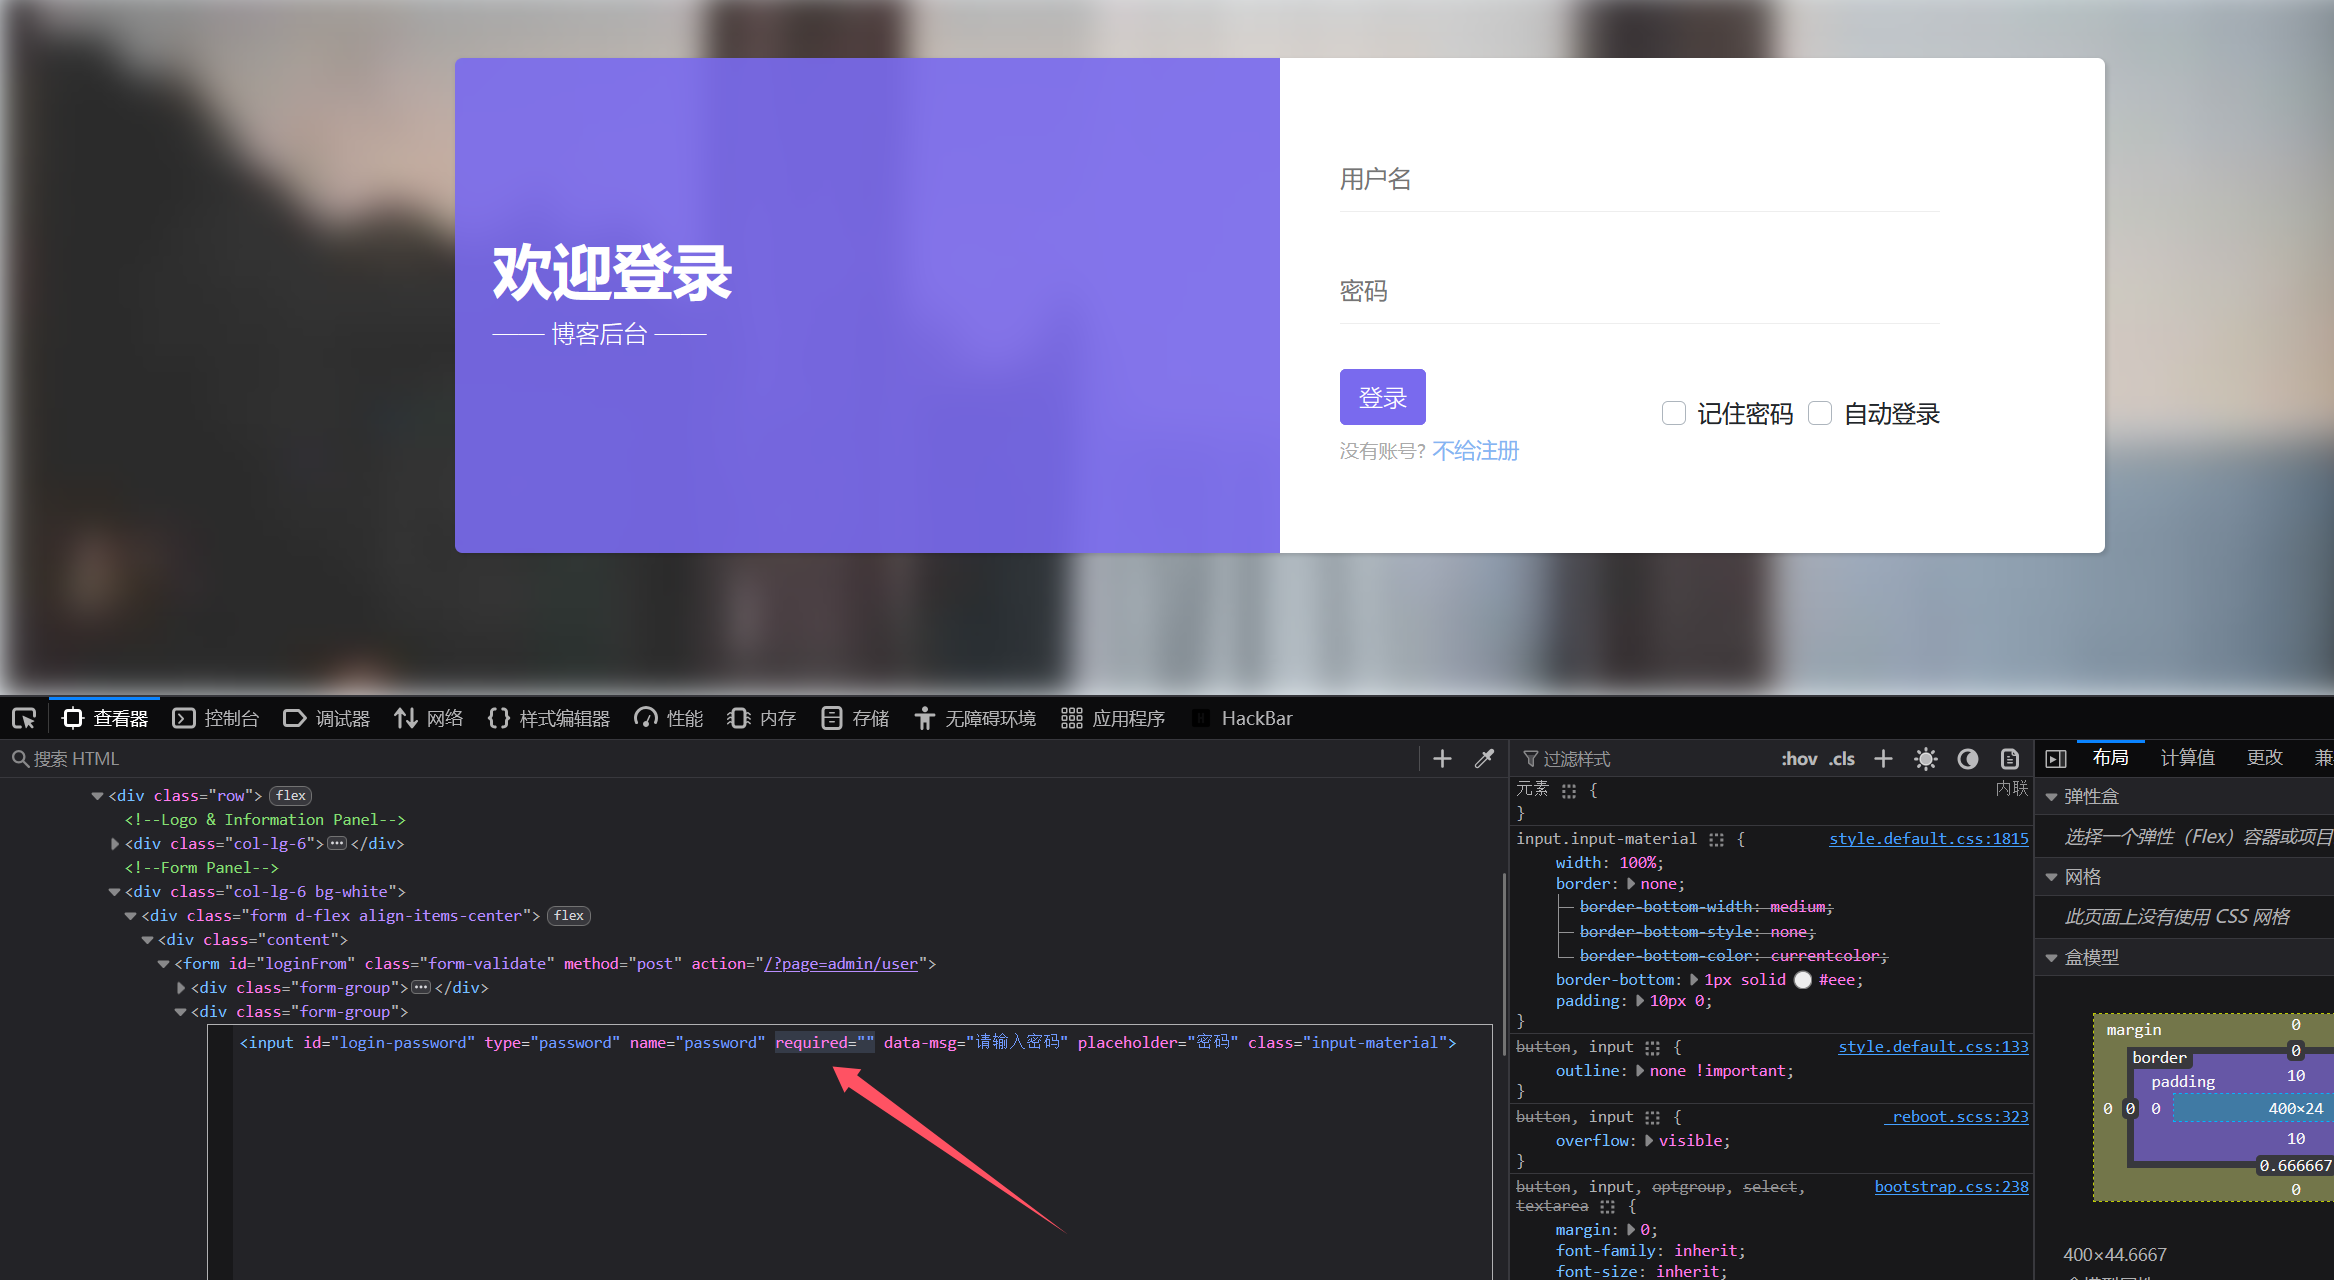 欢迎登录
博客后台
用户名
密码
登录
记住密码 自动登录
没有账号? 不给注册
查看器 控制台 调试器 网络 样式编辑器 性能 内存 存储 无障碍环境 应用程序 HackBar
搜索 HTML
<div class="row"> flex
<!--Logo & Information Panel-->
<div class="col-lg-6"> </div>
<!--Form Panel-->
<div class="col-lg-6 bg-white">
<div class="form d-flex align-items-center"> flex
<div class="content">
<form id="loginFrom" class="form-validate" method="post" action="/?page=admin/user">
<div class="form-group"> </div>
<div class="form-group">
<input id="login-password" type="password" name="password" required="" data-msg="请输入密码" placeholder="密码" class="input-material">
过滤样式 :hov .cls
元素 { 内联
}
input.input-material { style.default.css:1815
width: 100%;
border: none;
border-bottom-width: medium;
border-bottom-style: none;
border-bottom-color: currentcolor;
border-bottom: 1px solid #eee;
padding: 10px 0;
}
button, input { style.default.css:133
outline: none !important;
}
button, input { _reboot.scss:323
overflow: visible;
}
button, input, optgroup, select, bootstrap.css:238
textarea {
margin: 0;
font-family: inherit;
font-size: inherit;
布局 计算值 更改 兼
弹性盒
选择一个弹性（Flex）容器或项目
网格
此页面上没有使用 CSS 网格
盒模型
margin 0
border 0
padding 10
0 0 0 400×24
10
0.666667
0
400×44.6667